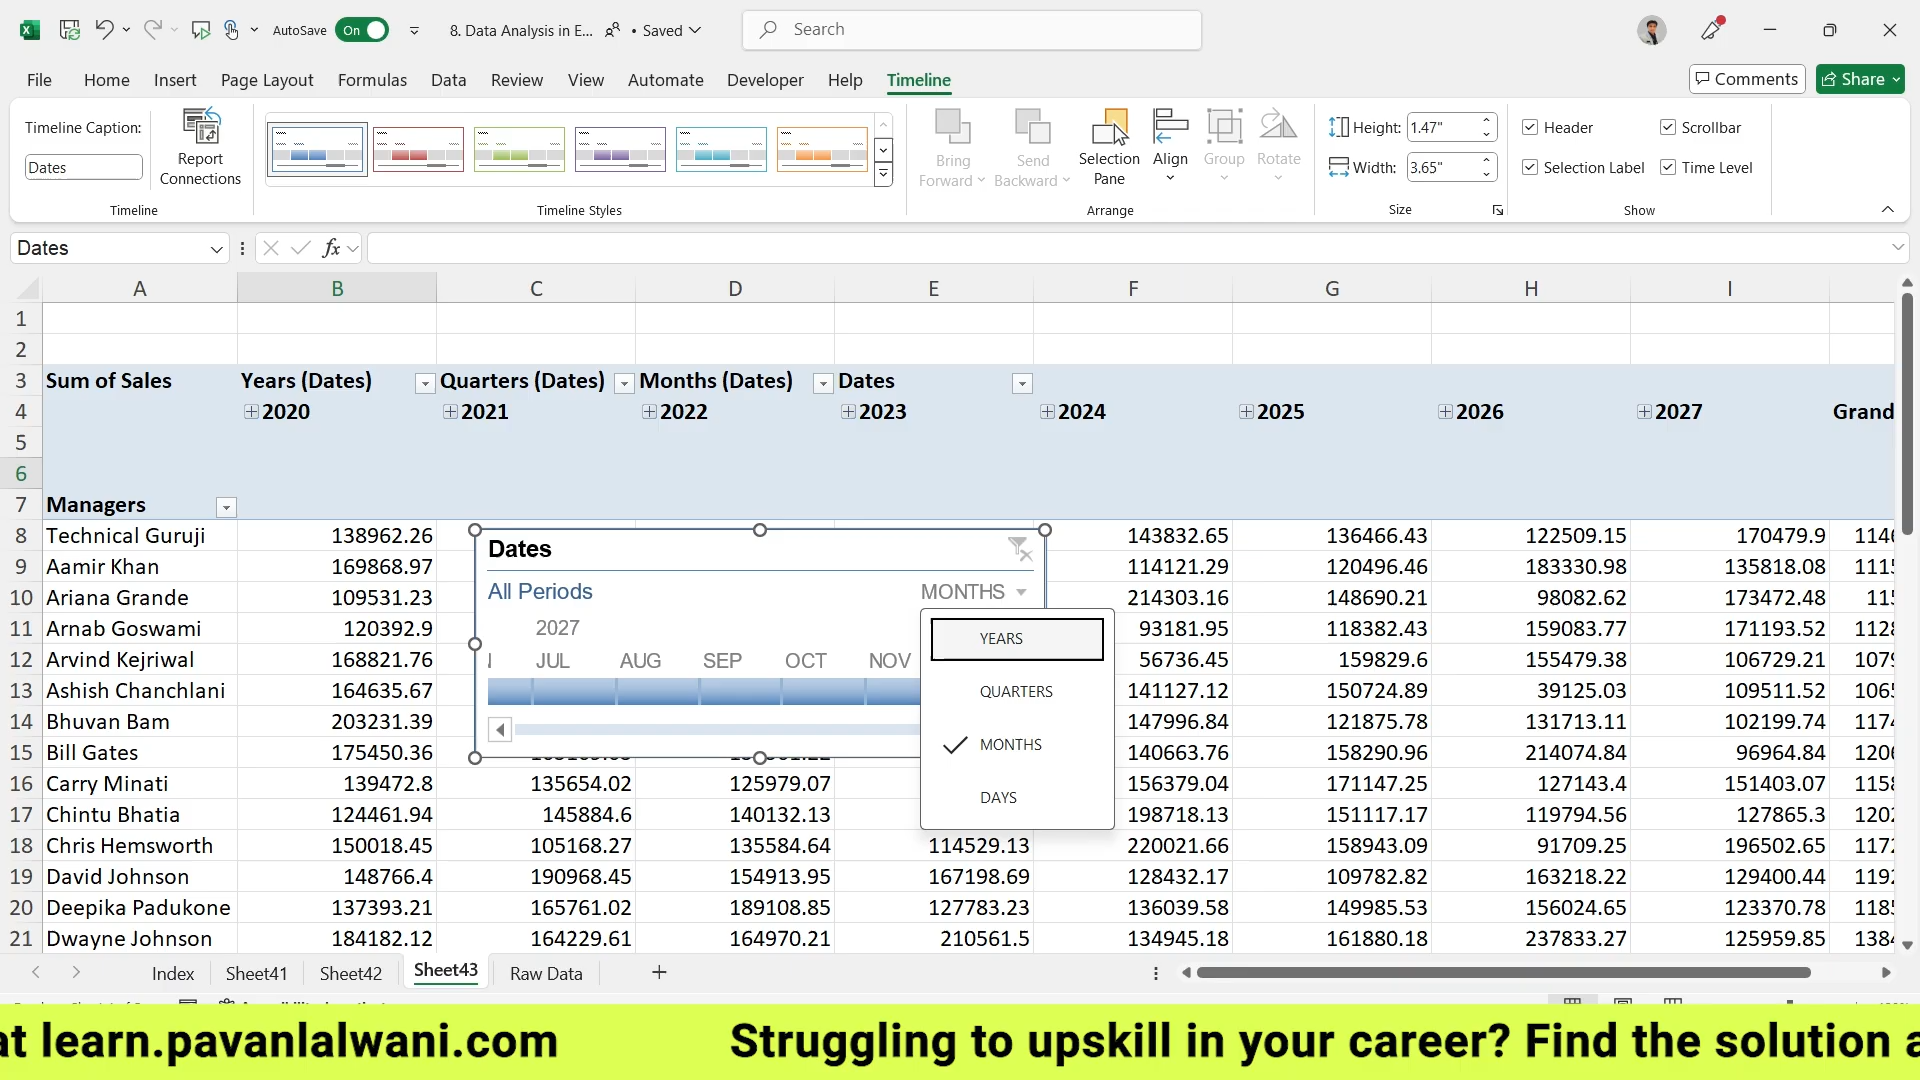 AutoSave On 8. Data Analysis in E... • Saved Search
File Home Insert Page Layout Formulas Data Review View Automate Developer Help Timeline Comments Share
Timeline Caption:
Dates
Report Connections
Timeline
Timeline Styles
Bring Forward
Send Backward
Selection Pane
Align
Group
Rotate
Arrange
Height: 1.47"
Width: 3.65"
Size
Header
Scrollbar
Selection Label
Time Level
Show
Dates fx
A B C D E F G H I
1
2
3 Sum of Sales Years (Dates) Quarters (Dates) Months (Dates) Dates
4 2020 2021 2022 2023 2024 2025 2026 2027 Grand
5
6
7 Managers
8 Technical Guruji 138962.26 143832.65 136466.43 122509.15 170479.9
9 Aamir Khan 169868.97 114121.29 120496.46 183330.98 135818.08
10 Ariana Grande 109531.23 214303.16 148690.21 98082.62 173472.48
11 Arnab Goswami 120392.9 93181.95 118382.43 159083.77 171193.52
12 Arvind Kejriwal 168821.76 56736.45 159829.6 155479.38 106729.21
13 Ashish Chanchlani 164635.67 141127.12 150724.89 39125.03 109511.52
14 Bhuvan Bam 203231.39 147996.84 121875.78 131713.11 102199.74
15 Bill Gates 175450.36 140663.76 158290.96 214074.84 96964.84
16 Carry Minati 139472.8 135654.02 125979.07 156379.04 171147.25 127143.4 151403.07
17 Chintu Bhatia 124461.94 145884.6 140132.13 198718.13 151117.17 119794.56 127865.3
18 Chris Hemsworth 150018.45 105168.27 135584.64 114529.13 220021.66 158943.09 91709.25 196502.65
19 David Johnson 148766.4 190968.45 154913.95 167198.69 128432.17 109782.82 163218.22 129400.44
20 Deepika Padukone 137393.21 165761.02 189108.85 127783.23 136039.58 149985.53 156024.65 123370.78
21 Dwayne Johnson 184182.12 164229.61 164970.21 210561.5 134945.18 161880.18 237833.27 125959.85
Dates
All Periods MONTHS
2027
JUL AUG SEP OCT NOV
YEARS
QUARTERS
MONTHS
DAYS
Index Sheet41 Sheet42 Sheet43 Raw Data
at learn.pavanlalwani.com Struggling to upskill in your career? Find the solution a